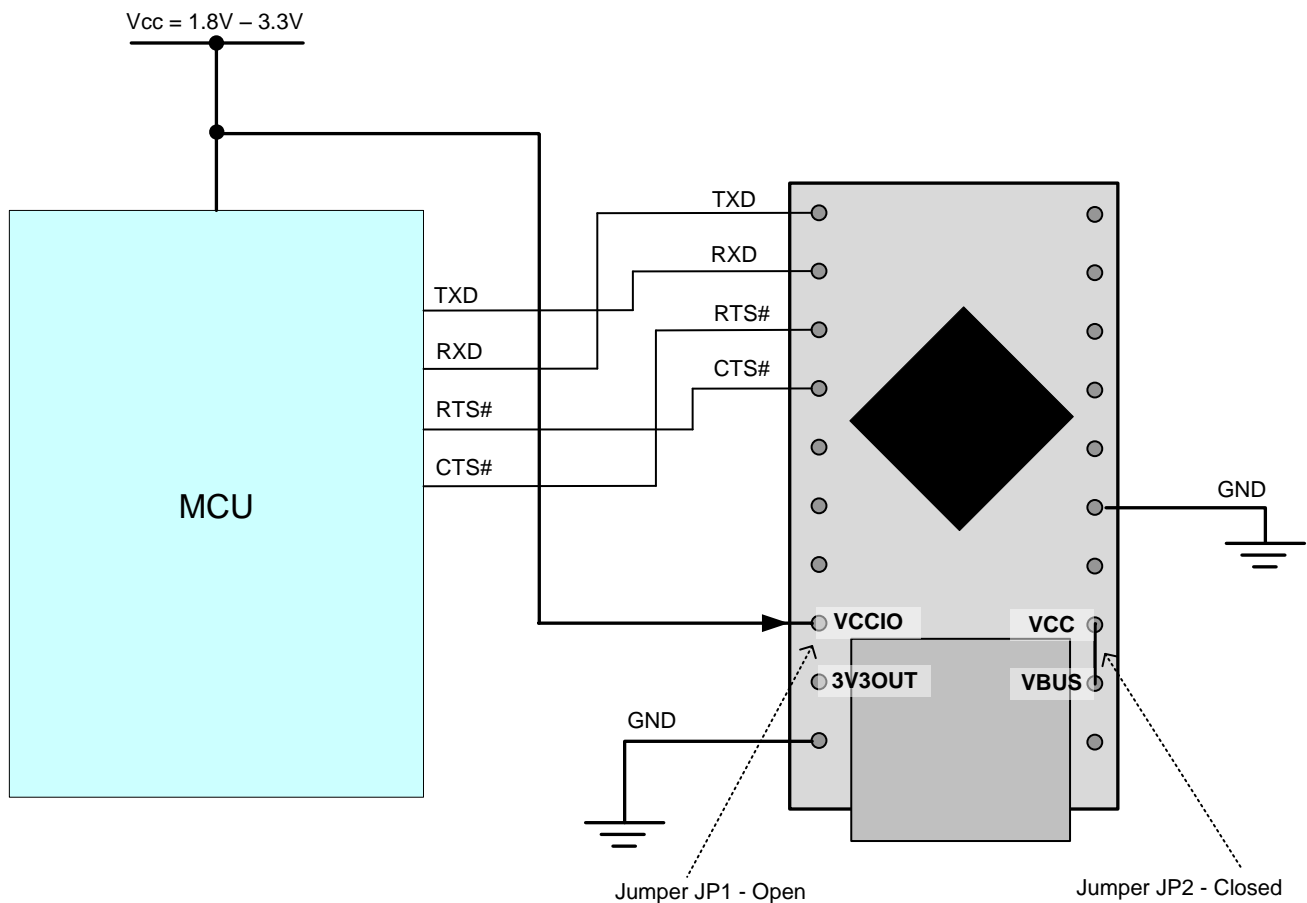 Vcc = 1.8V – 3.3V
TXD
RXD
RTS#
CTS#
TXD
RXD
RTS#
CTS#
MCU
GND
VCCIO
VCC
3V3OUT
VBUS
GND
Jumper JP1 - Open
Jumper JP2 - Closed